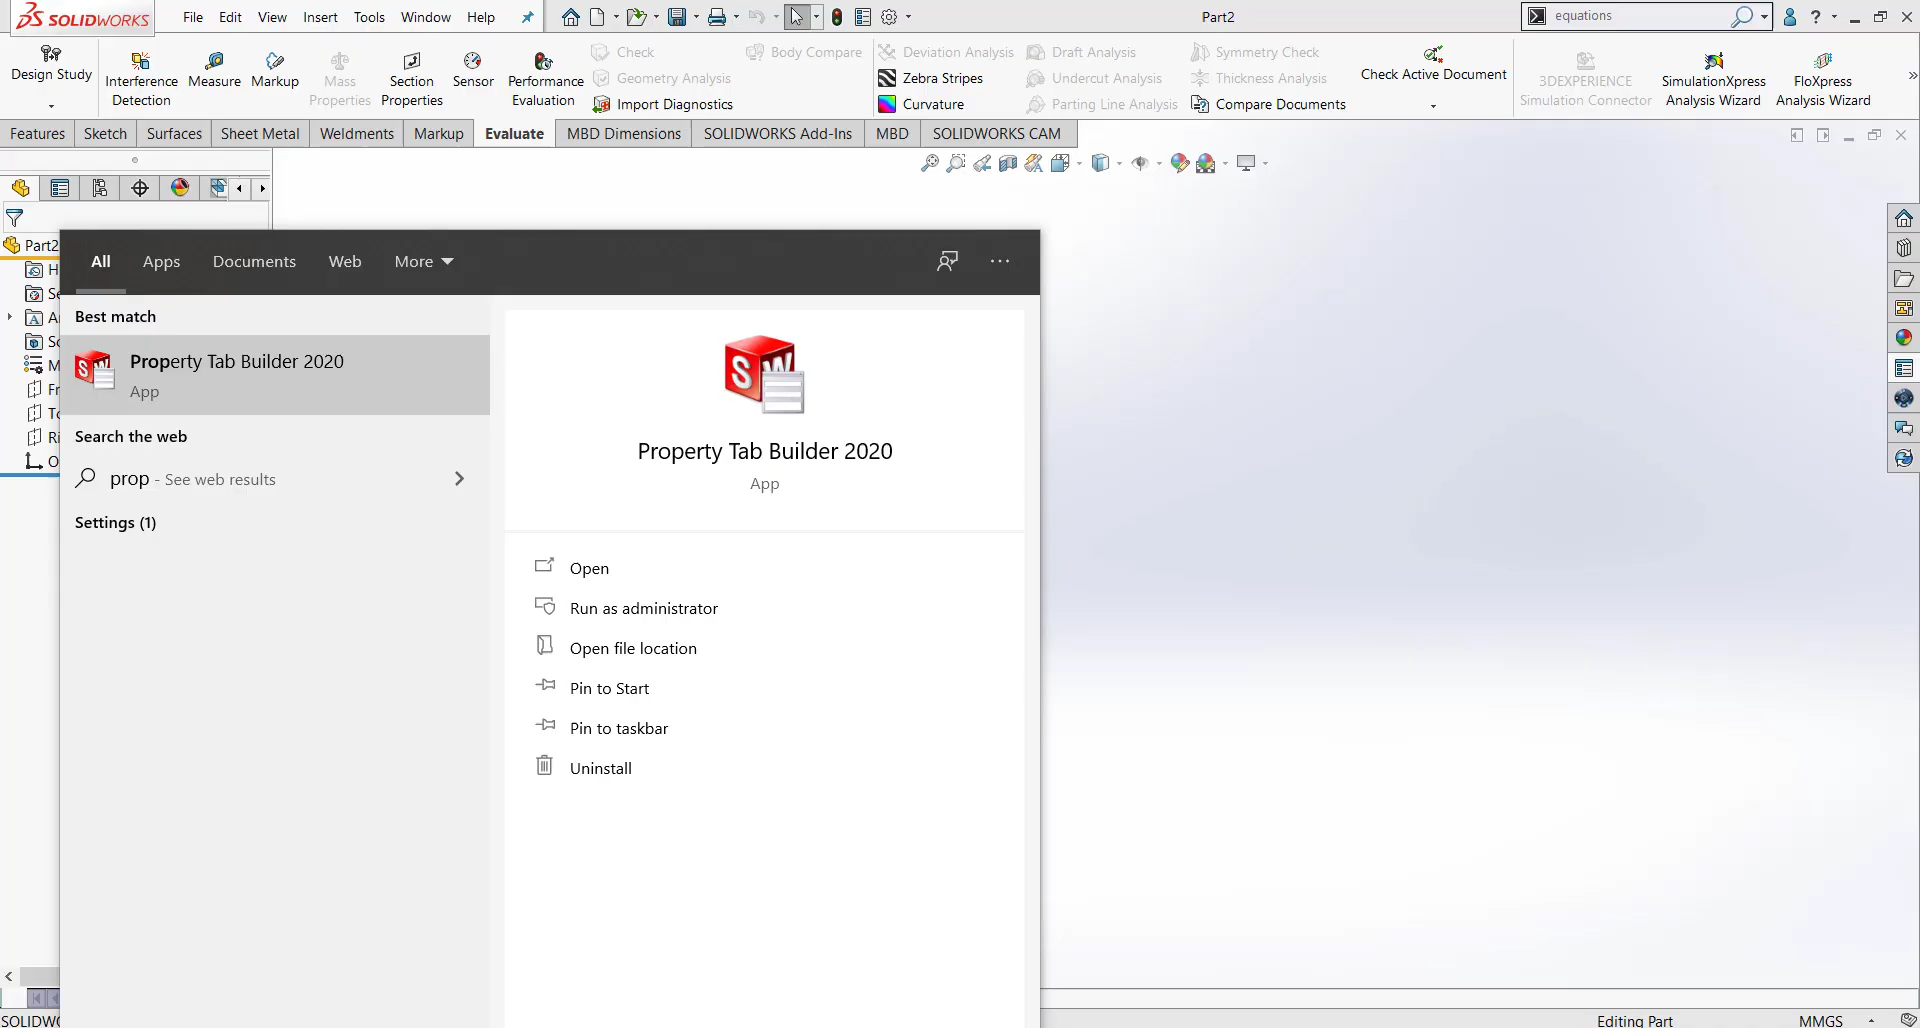 SOLIDWORKS
File Edit View Insert Tools Window Help
Part2
equations
Design Study
Interference Detection
Measure
Markup
Mass Properties
Section Properties
Sensor
Performance Evaluation
Check
Geometry Analysis
Import Diagnostics
Body Compare
Deviation Analysis
Zebra Stripes
Curvature
Draft Analysis
Undercut Analysis
Parting Line Analysis
Symmetry Check
Thickness Analysis
Compare Documents
Check Active Document
3DEXPERIENCE
Simulation Connector
SimulationXpress
Analysis Wizard
FloXpress
Analysis Wizard
Features Sketch Surfaces Sheet Metal Weldments Markup Evaluate MBD Dimensions SOLIDWORKS Add-Ins MBD SOLIDWORKS CAM
Part2
H
Se
A
So
M
Fr
To
Ri
O
All Apps Documents Web More
Best match
Property Tab Builder 2020
App
Search the web
prop - See web results
Settings (1)
Property Tab Builder 2020
App
Open
Run as administrator
Open file location
Pin to Start
Pin to taskbar
Uninstall
SOLIDWO
Editing Part
MMGS